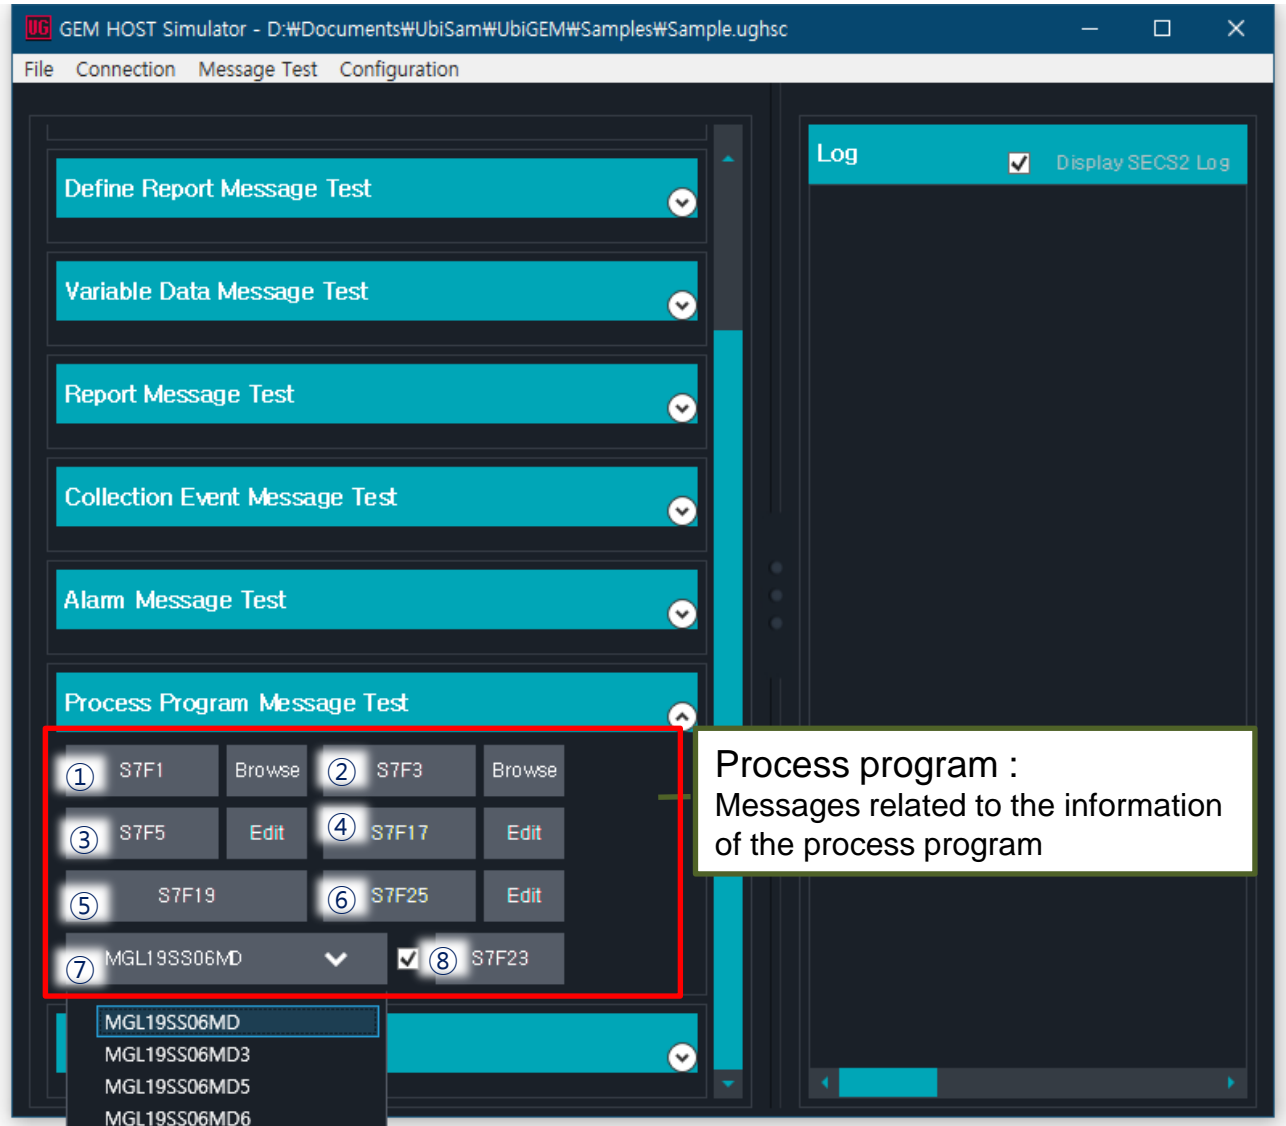 UG GEM HOST Simulator - D:₩Documents₩UbiSam₩UbiGEM₩Samples₩Sample.ughsc
File Connection Message Test Configuration
Define Report Message Test
Variable Data Message Test
Report Message Test
Collection Event Message Test
Alarm Message Test
Process Program Message Test
① S7F1 Browse ② S7F3 Browse
③ S7F5 Edit ④ S7F17 Edit
⑤ S7F19 ⑥ S7F25 Edit
⑦ MGL19SS06MD ⑧ S7F23
MGL19SS06MD
MGL19SS06MD3
MGL19SS06MD5
MGL19SS06MD6
Log Display SECS2 Log
Process program :
Messages related to the information
of the process program